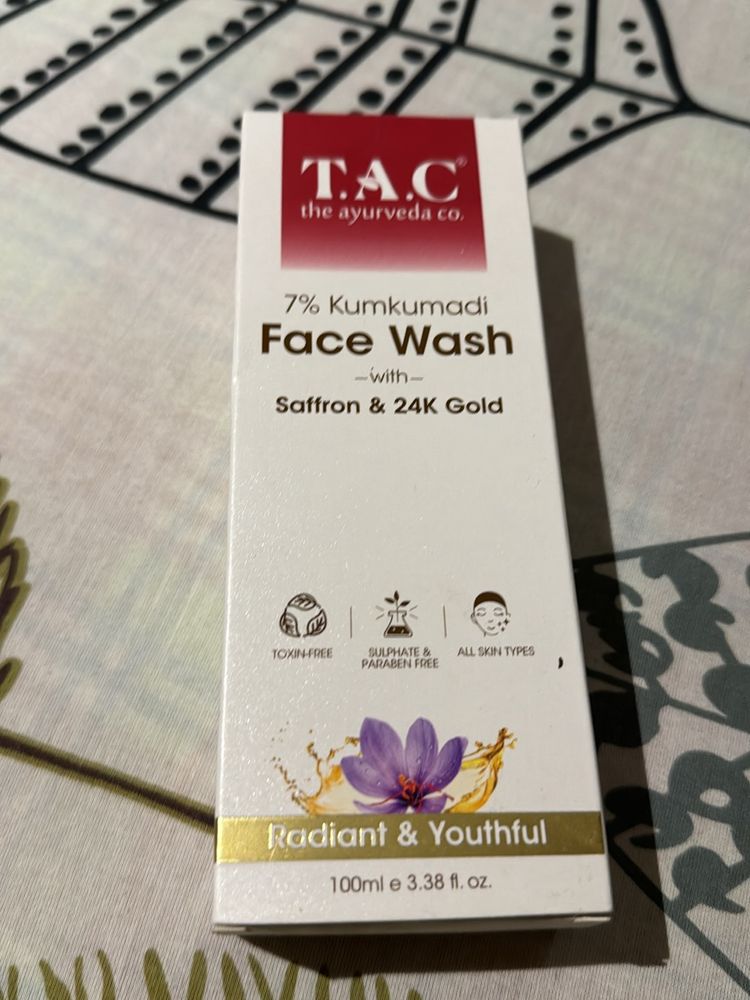 T.A.C®
the ayurveda co.
7% Kumkumadi
Face Wash
–with–
Saffron & 24K Gold
TOXIN-FREE
SULPHATE &
PARABEN FREE
ALL SKIN TYPES
Radiant & Youthful
100ml e 3.38 fl. oz.